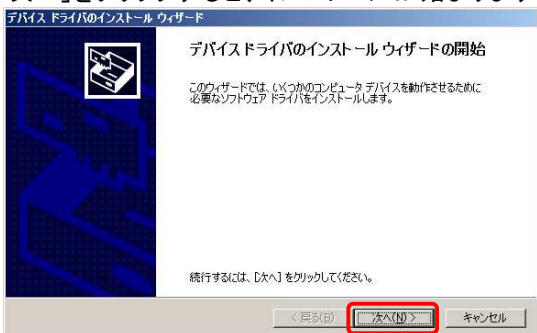 デバイス ドライバのインストール ウィザード
デバイス ドライバのインストール ウィザードの開始
このウィザードでは、いくつかのコンピュータ デバイスを動作させるために
必要なソフトウェア ドライバをインストールします。
続行するには、[次へ] をクリックしてください。
< 戻る(B)
次へ(N) >
キャンセル